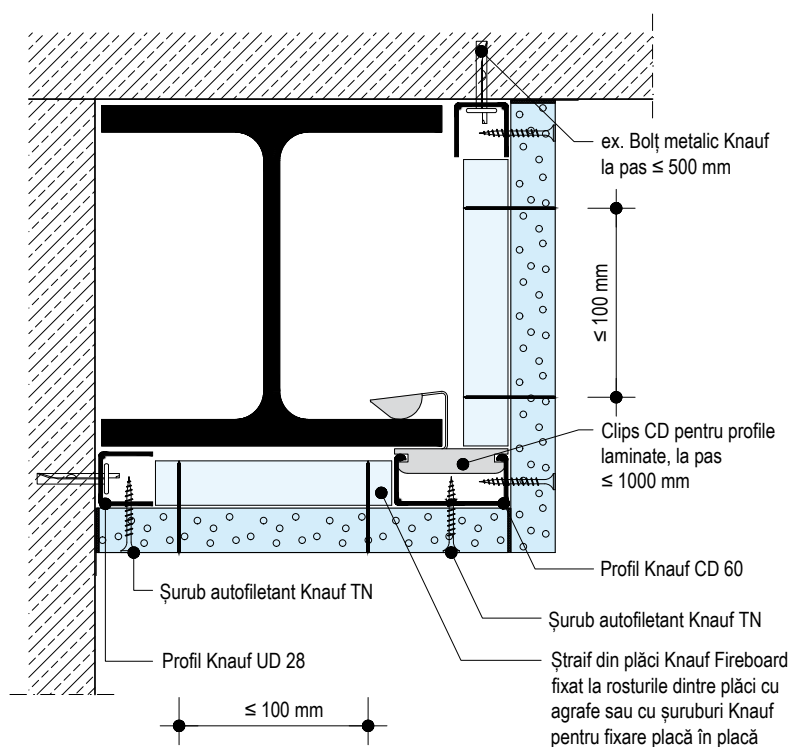 ex. Bolț metalic Knauf
la pas ≤ 500 mm
≤ 100 mm
Clips CD pentru profile
laminate, la pas
≤ 1000 mm
Profil Knauf CD 60
Șurub autofiletant Knauf TN
Șurub autofiletant Knauf TN
Profil Knauf UD 28
Ștraif din plăci Knauf Fireboard
fixat la rosturile dintre plăci cu
agrafe sau cu șuruburi Knauf
pentru fixare placă în placă
≤ 100 mm